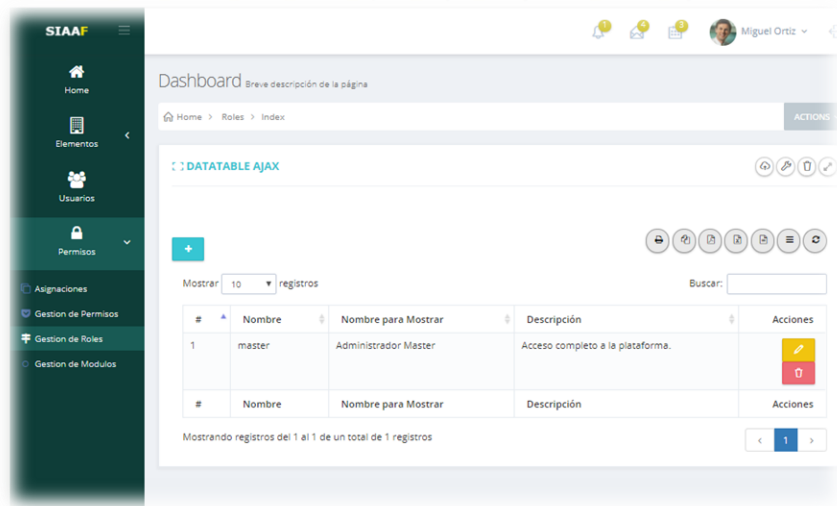 SIAAF
1 4 3 Miguel Ortiz
Home
Elementos
Usuarios
Permisos
Asignaciones
Gestion de Permisos
Gestion de Roles
Gestion de Modulos
Dashboard Breve descripción de la página
Home > Roles > Index
ACTIONS
DATATABLE AJAX
+
Mostrar 10 registros
Buscar:
# Nombre Nombre para Mostrar Descripción Acciones
1 master Administrador Master Acceso completo a la plataforma.
# Nombre Nombre para Mostrar Descripción Acciones
Mostrando registros del 1 al 1 de un total de 1 registros
< 1 >